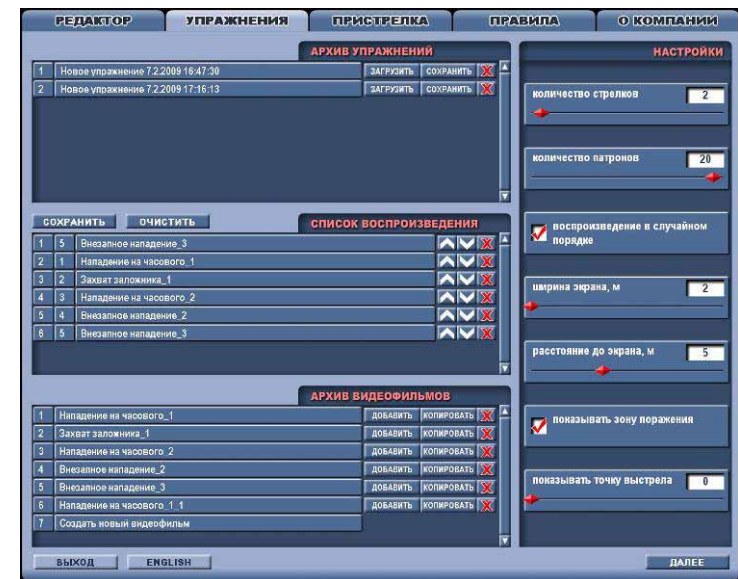 РЕДАКТОР УПРАЖНЕНИЯ ПРИСТРЕЛКА ПРАВИЛА О КОМПАНИИ
АРХИВ УПРАЖНЕНИЙ
1 Новое упражнение 7.2.2009 16:47:30 ЗАГРУЗИТЬ СОХРАНИТЬ X
2 Новое упражнение 7.2.2009 17:16:13 ЗАГРУЗИТЬ СОХРАНИТЬ X
СОХРАНИТЬ ОЧИСТИТЬ
СПИСОК ВОСПРОИЗВЕДЕНИЯ
1 5 Внезапное нападение_3 X
2 1 Нападение на часового_1 X
3 2 Захват заложника_1 X
4 3 Нападение на часового_2 X
5 4 Внезапное нападение_2 X
6 5 Внезапное нападение_3 X
АРХИВ ВИДЕОФИЛЬМОВ
1 Нападение на часового_1 ДОБАВИТЬ КОПИРОВАТЬ X
2 Захват заложника_1 ДОБАВИТЬ КОПИРОВАТЬ X
3 Нападение на часового_2 ДОБАВИТЬ КОПИРОВАТЬ X
4 Внезапное нападение_2 ДОБАВИТЬ КОПИРОВАТЬ X
5 Внезапное нападение_3 ДОБАВИТЬ КОПИРОВАТЬ X
6 Нападение на часового_1_1 ДОБАВИТЬ КОПИРОВАТЬ X
7 Создать новый видеофильм
НАСТРОЙКИ
количество стрелков 2
количество патронов 20
воспроизведение в случайном
порядке
ширина экрана, м 2
расстояние до экрана, м 5
показывать зону поражения
показывать точку выстрела 0
ВЫХОД ENGLISH ДАЛЕЕ